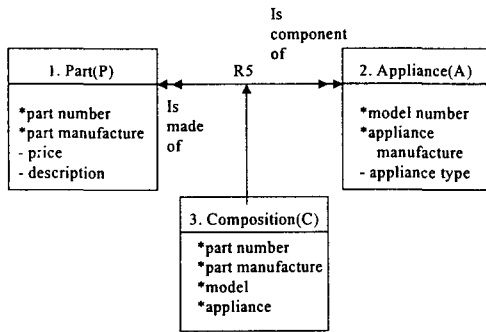 Is
component
of
1. Part(P)
R5
2. Appliance(A)
*part number
*part manufacture
- price
- description
Is
made
of
*model number
*appliance
manufacture
- appliance type
3. Composition(C)
*part number
*part manufacture
*model
*appliance